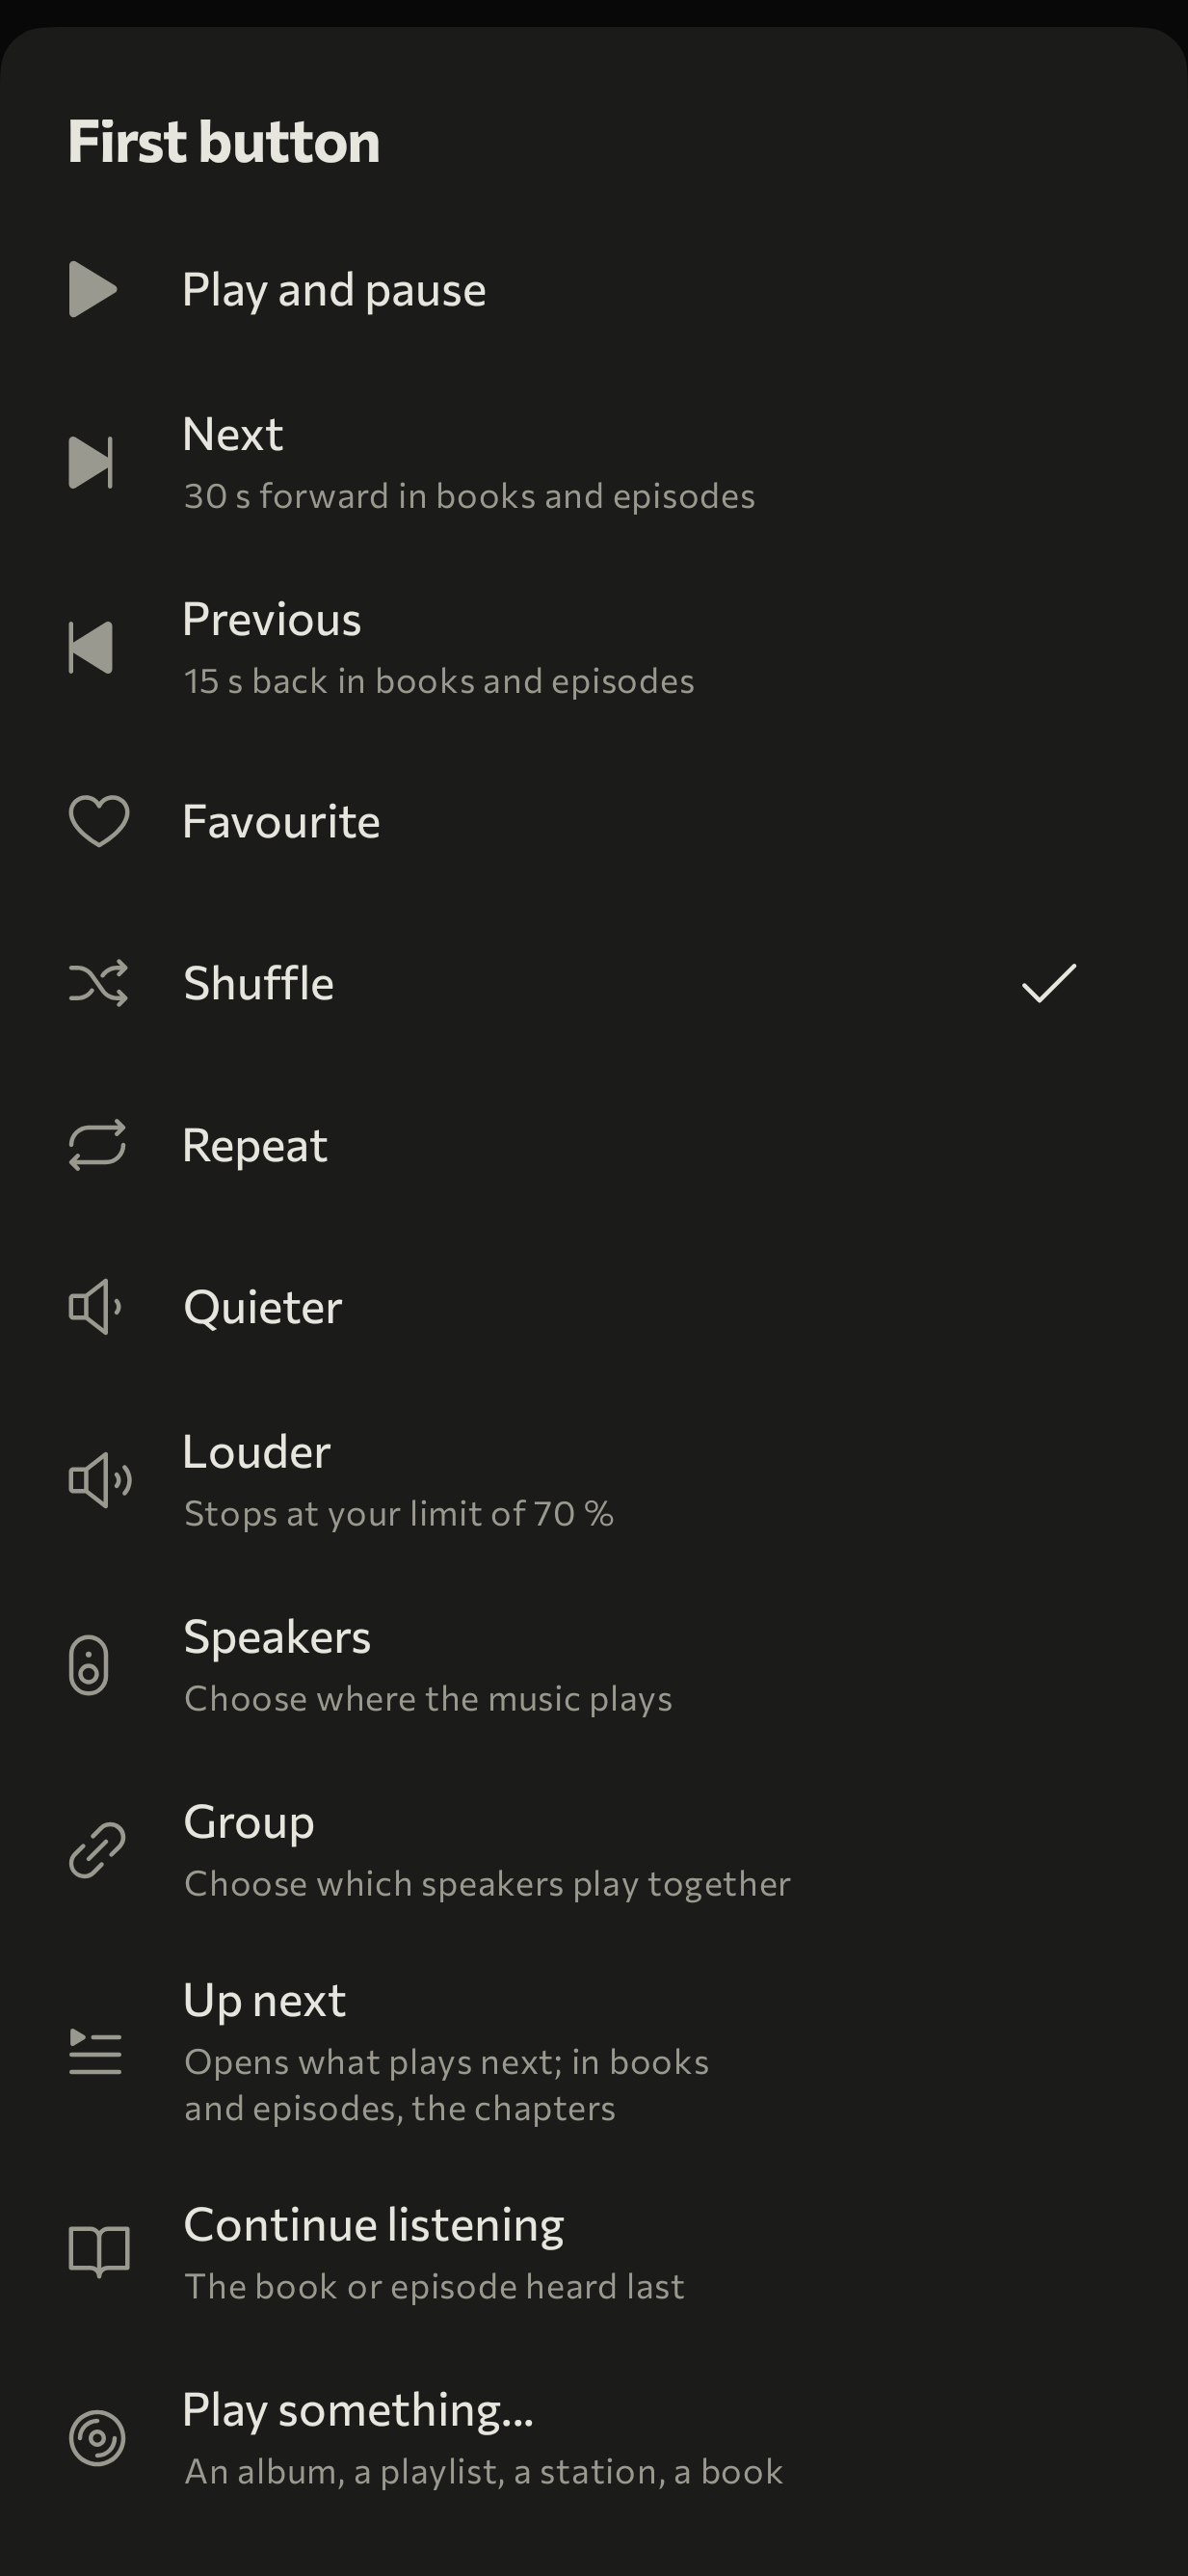 First button
Play and pause
Next
30 s forward in books and episodes
Previous
15 s back in books and episodes
Favourite
Shuffle
Repeat
Quieter
Louder
Stops at your limit of 70 %
Speakers
Choose where the music plays
Group
Choose which speakers play together
Up next
Opens what plays next; in books
and episodes, the chapters
Continue listening
The book or episode heard last
Play something...
An album, a playlist, a station, a book